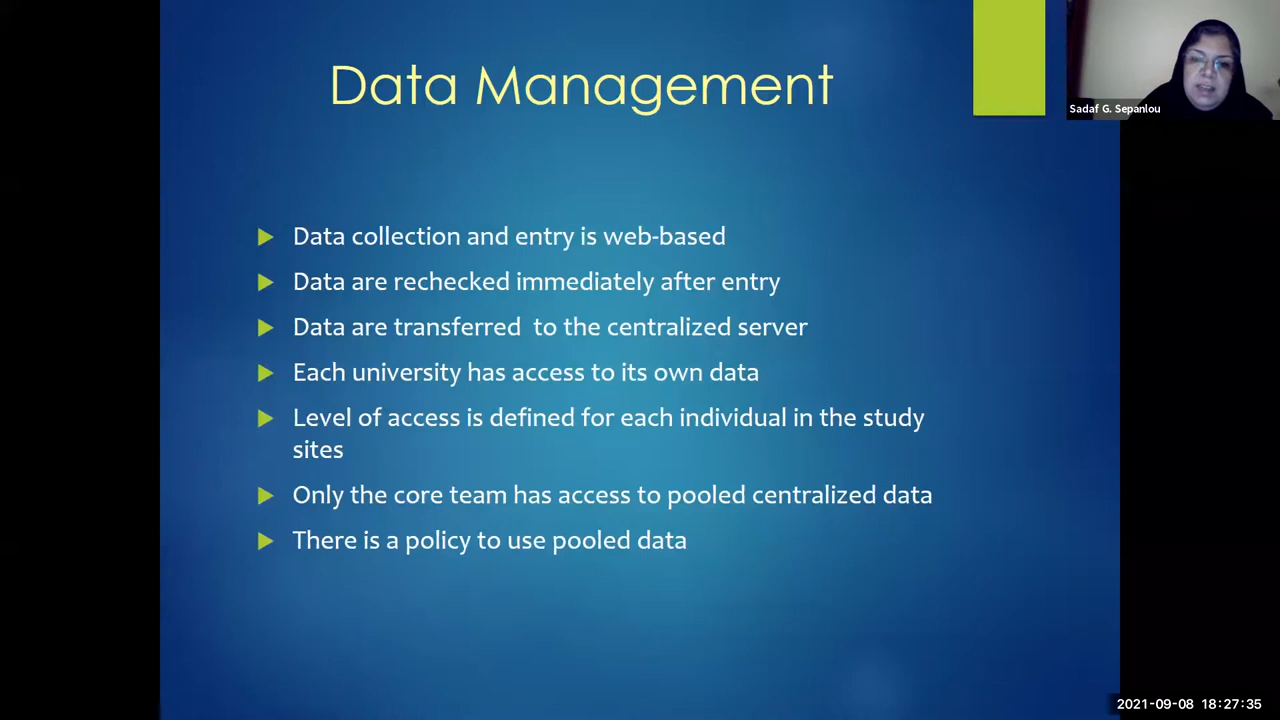 Data Management
Sadaf G. Sepanlou
Data collection and entry is web-based
Data are rechecked immediately after entry
Data are transferred  to the centralized server
Each university has access to its own data
Level of access is defined for each individual in the study
sites
Only the core team has access to pooled centralized data
There is a policy to use pooled data
2021-09-08 18:27:35